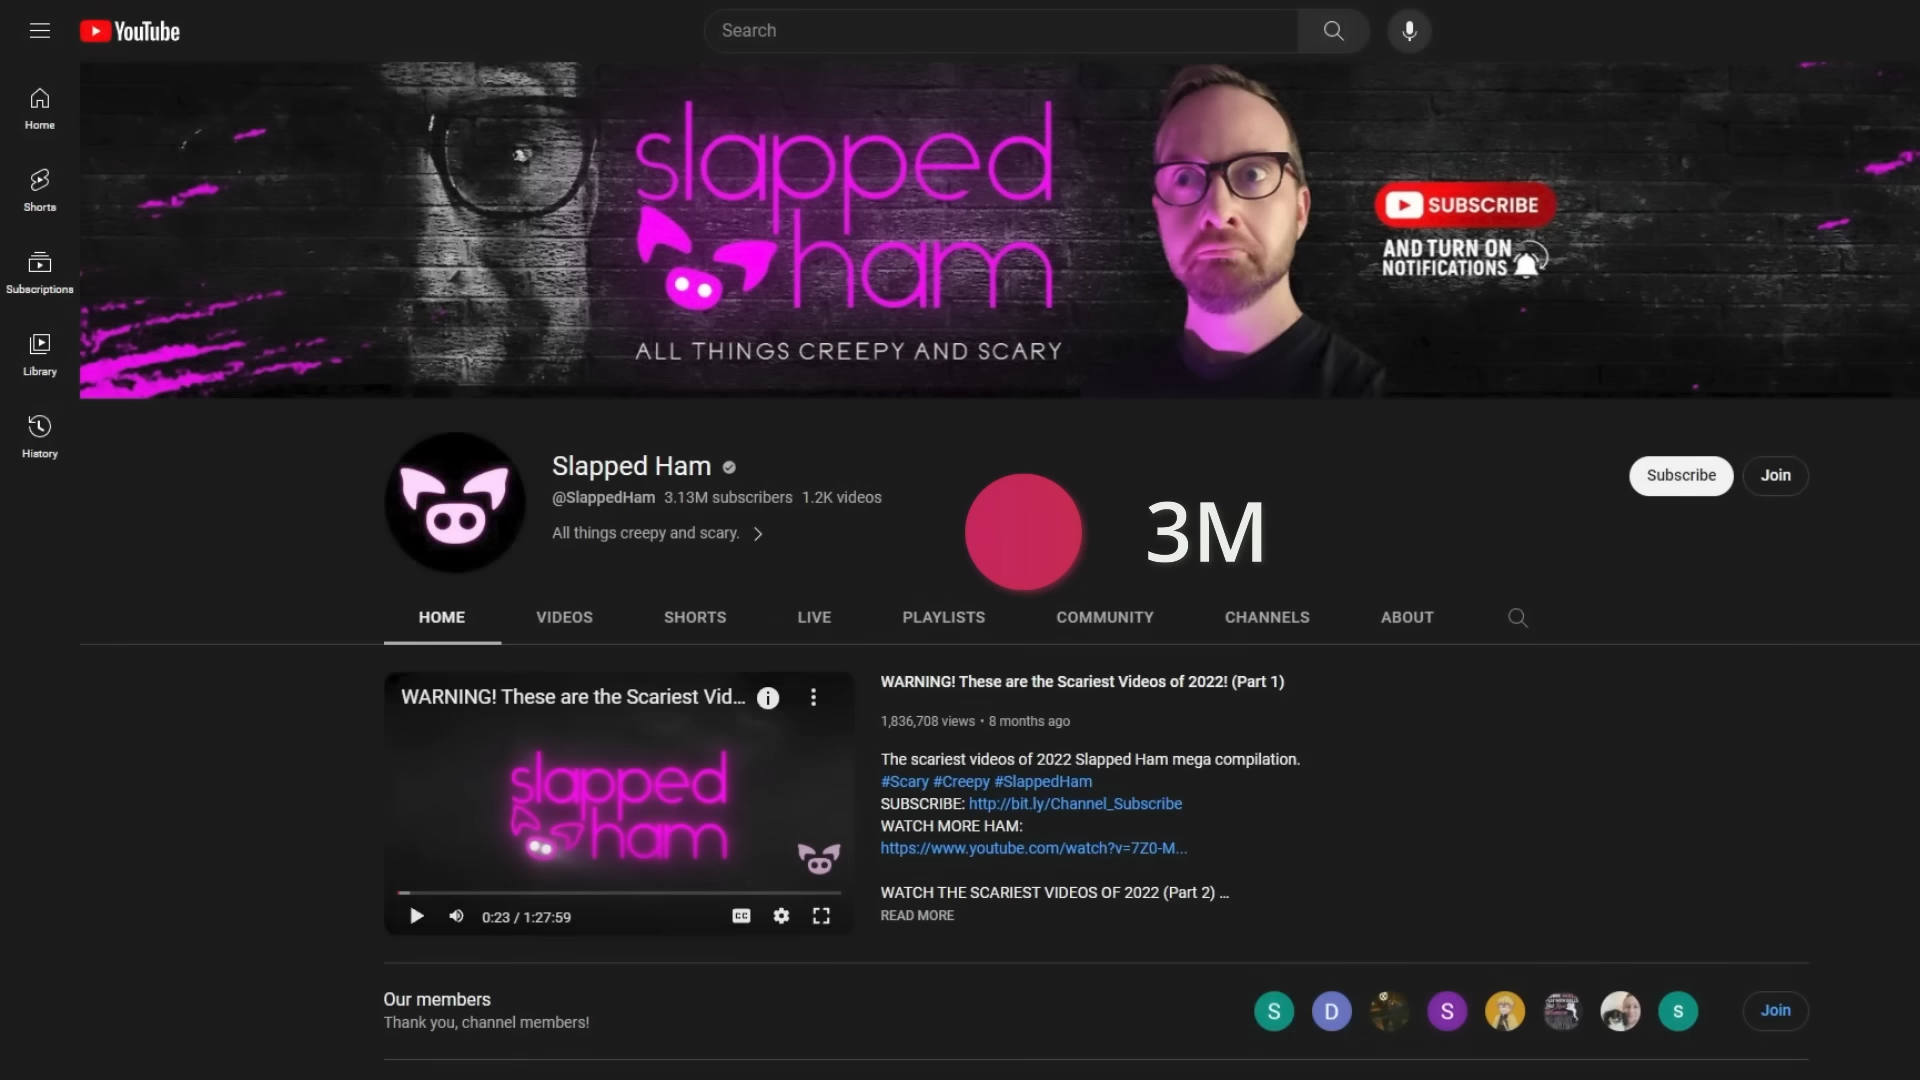 YouTube
Search
Home
Shorts
Subscriptions
Library
History
slapped
ham
ALL THINGS CREEPY AND SCARY
SUBSCRIBE
AND TURN ON
NOTIFICATIONS
Slapped Ham
@SlappedHam 3.13M subscribers 1.2K videos
All things creepy and scary.
3M
Subscribe
Join
HOME VIDEOS SHORTS LIVE PLAYLISTS COMMUNITY CHANNELS ABOUT
WARNING! These are the Scariest Vid...
slapped
ham
0:23 / 1:27:59
CC
WARNING! These are the Scariest Videos of 2022! (Part 1)
1,836,708 views • 8 months ago
The scariest videos of 2022 Slapped Ham mega compilation.
#Scary #Creepy #SlappedHam
SUBSCRIBE: http://bit.ly/Channel_Subscribe
WATCH MORE HAM:
https://www.youtube.com/watch?v=7Z0-M...
WATCH THE SCARIEST VIDEOS OF 2022 (Part 2) ...
READ MORE
Our members
Thank you, channel members!
S D S s
Join